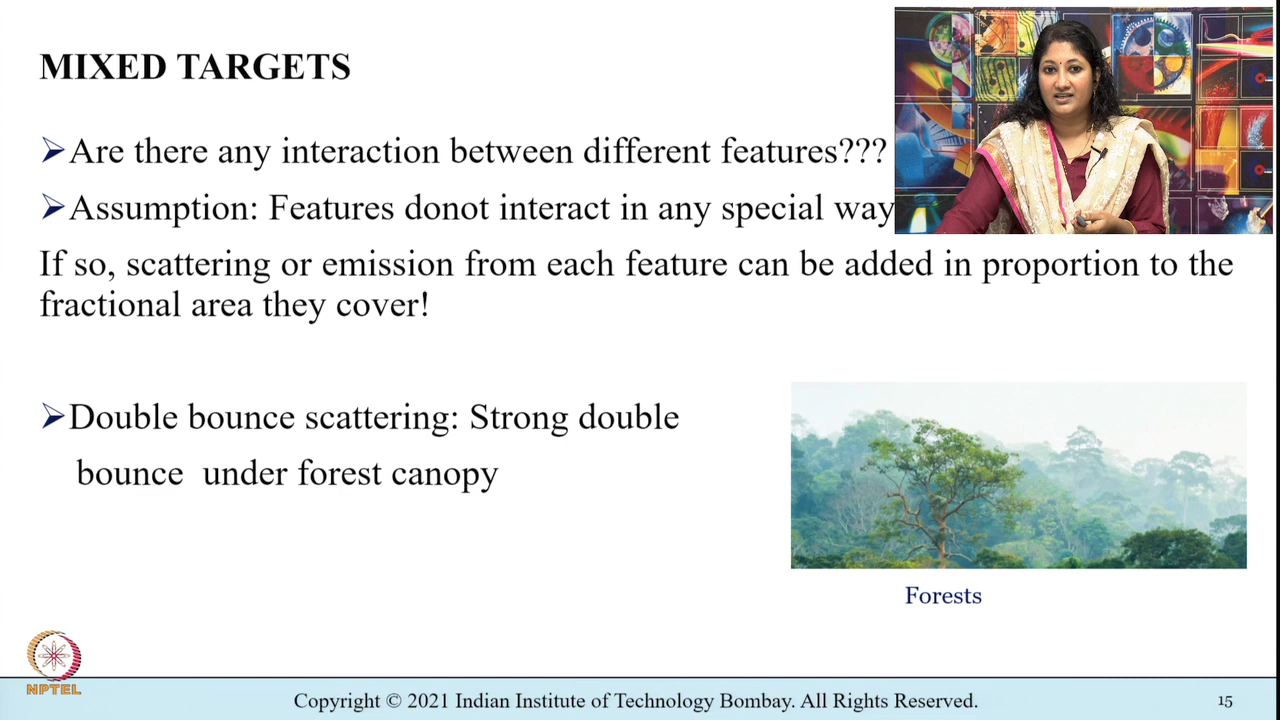 MIXED TARGETS
➢Are there any interaction between different features???
➢Assumption: Features donot interact in any special way
If so, scattering or emission from each feature can be added in proportion to the
fractional area they cover!
➢Double bounce scattering: Strong double
bounce under forest canopy
Forests
NPTEL
Copyright © 2021 Indian Institute of Technology Bombay. All Rights Reserved.
15